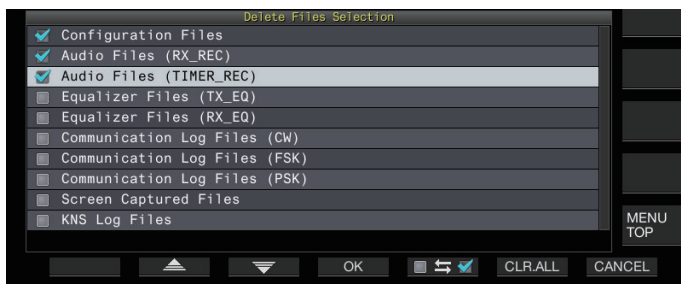 Delete Files Selection
Configuration Files
Audio Files (RX_REC)
Audio Files (TIMER_REC)
Equalizer Files (TX_EQ)
Equalizer Files (RX_EQ)
Communication Log Files (CW)
Communication Log Files (FSK)
Communication Log Files (PSK)
Screen Captured Files
KNS Log Files
MENU
TOP
OK
CLR.ALL
CANCEL